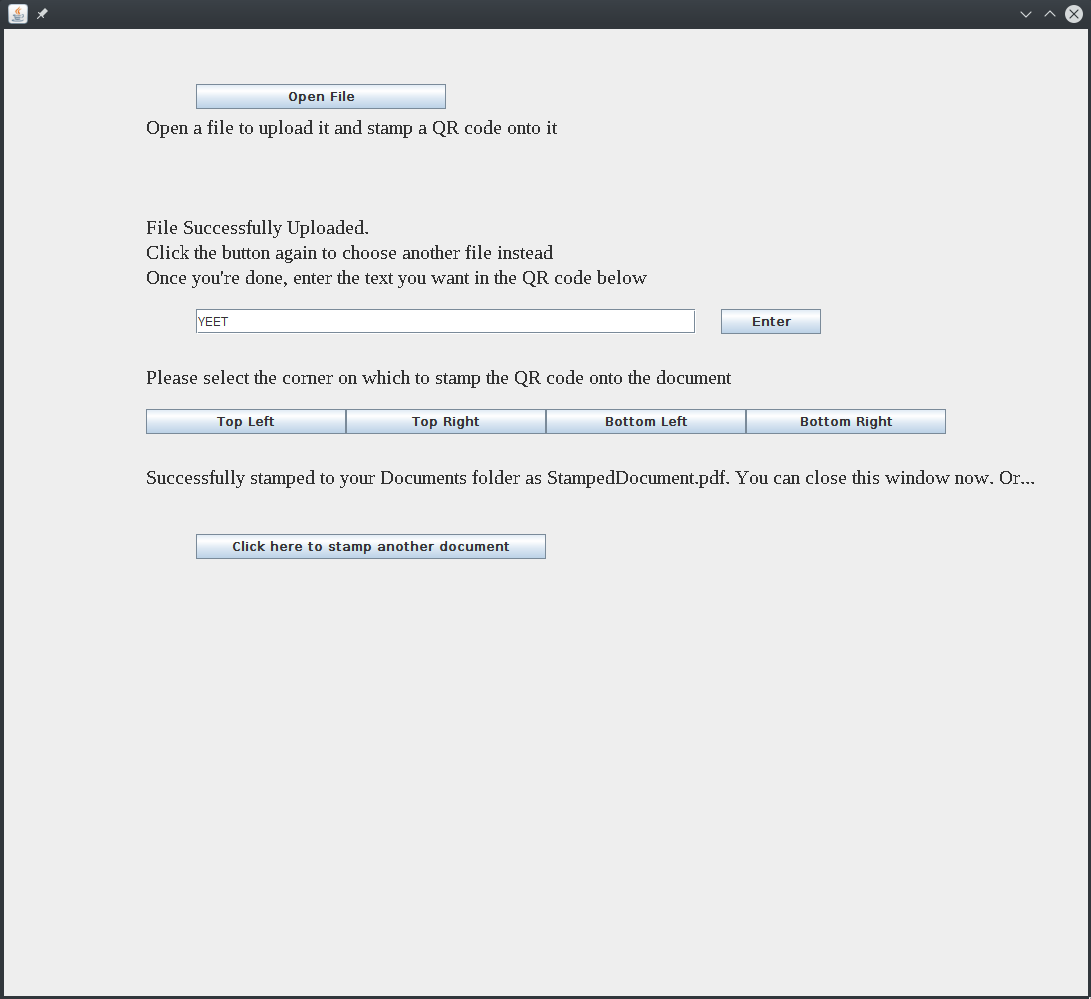 Open File
Open a file to upload it and stamp a QR code onto it
File Successfully Uploaded.
Click the button again to choose another file instead
Once you're done, enter the text you want in the QR code below
YEET Enter
Please select the corner on which to stamp the QR code onto the document
Top Left Top Right Bottom Left Bottom Right
Successfully stamped to your Documents folder as StampedDocument.pdf. You can close this window now. Or...
Click here to stamp another document